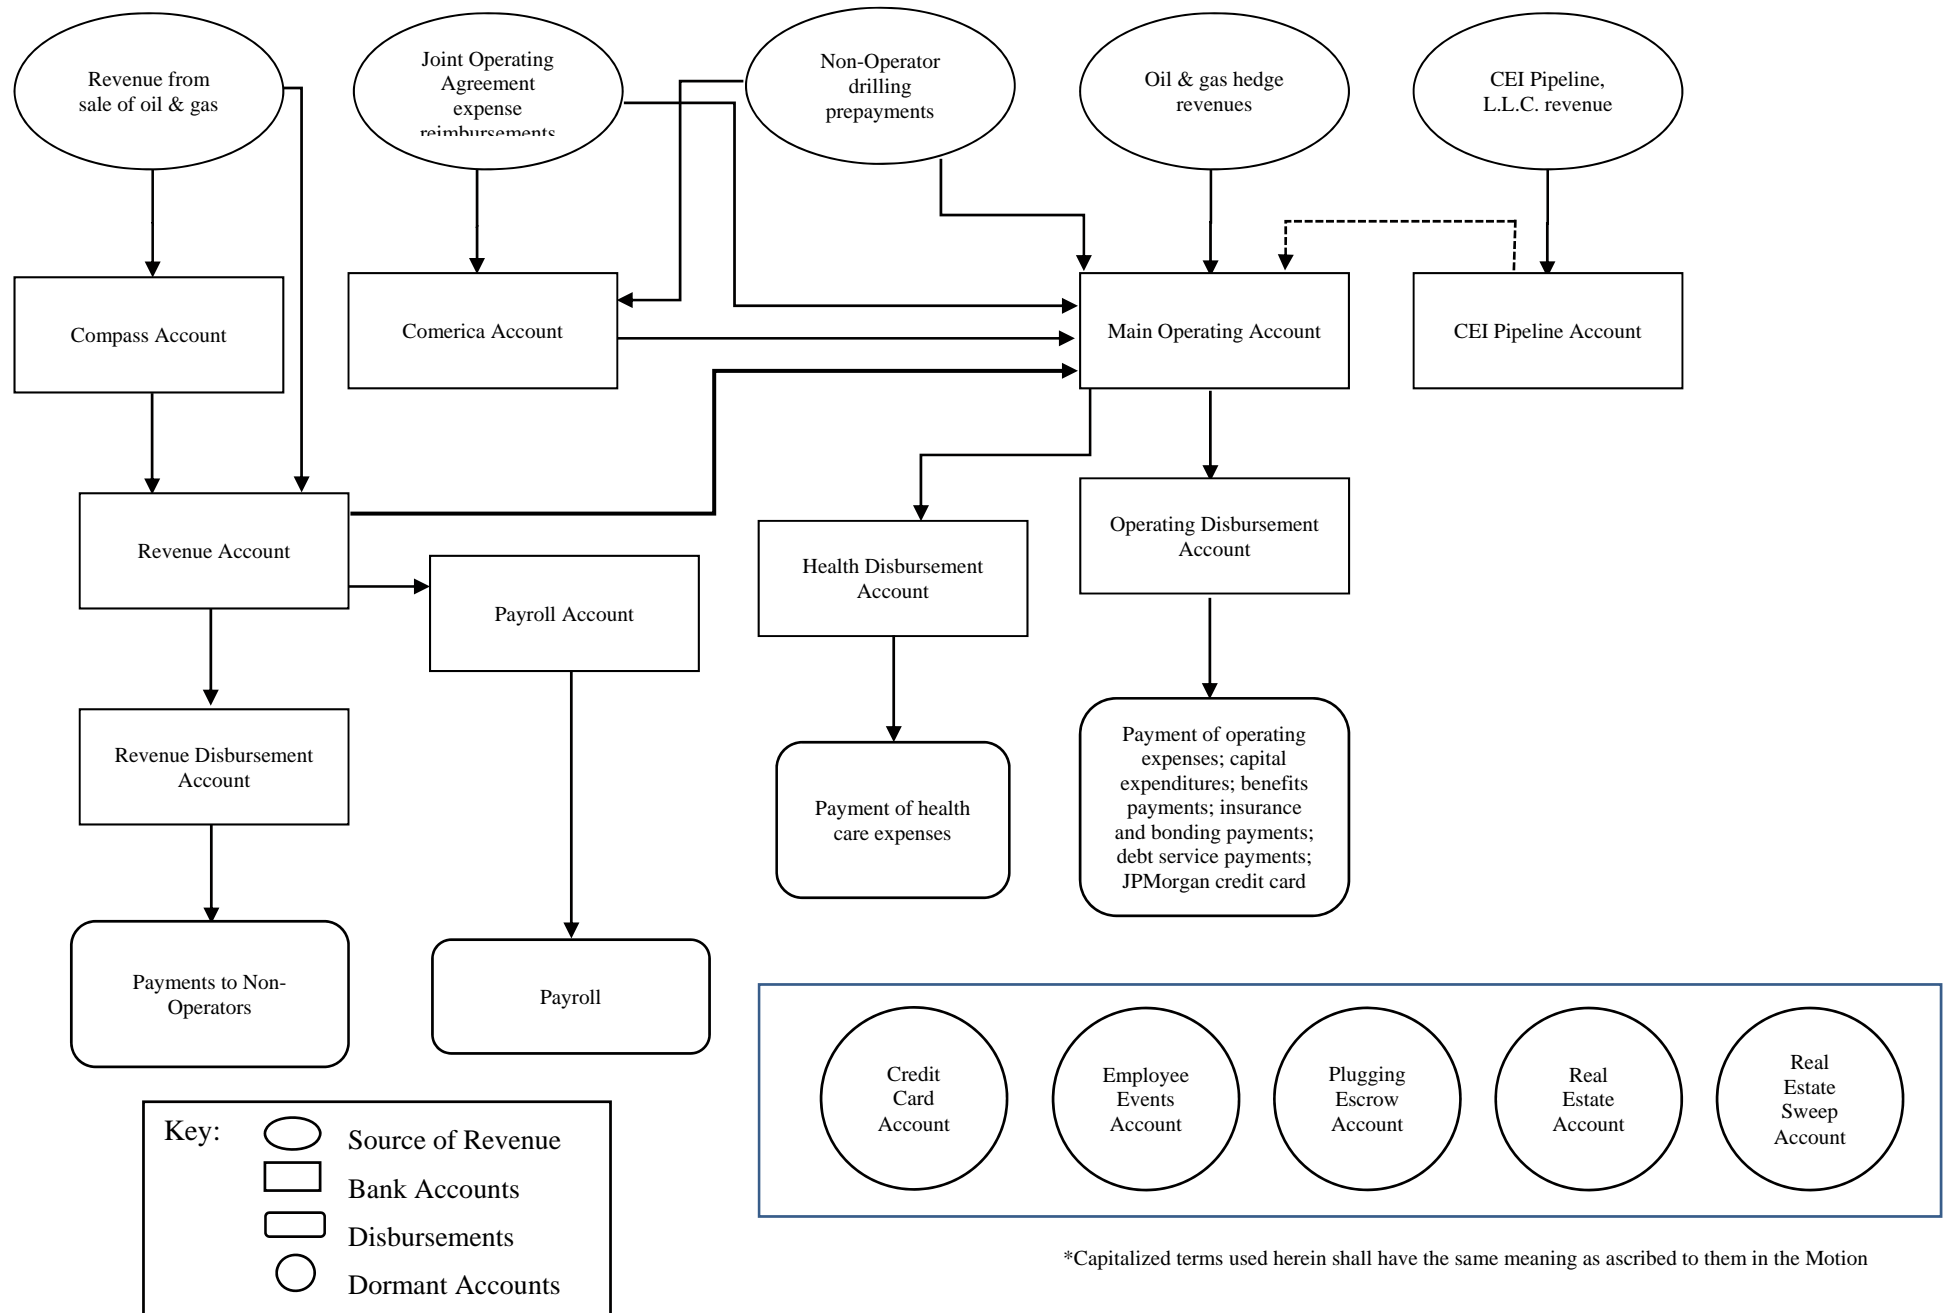 Revenue from
sale of oil & gas
Joint Operating
Agreement
expense
reimbursements
Non-Operator
drilling
prepayments
Oil & gas hedge
revenues
CEI Pipeline,
L.L.C. revenue
Compass Account
Comerica Account
Main Operating Account
CEI Pipeline Account
Revenue Account
Payroll Account
Health Disbursement
Account
Operating Disbursement
Account
Revenue Disbursement
Account
Payment of health
care expenses
Payment of operating
expenses; capital
expenditures; benefits
payments; insurance
and bonding payments;
debt service payments;
JPMorgan credit card
Payments to Non-
Operators
Payroll
Credit
Card
Account
Employee
Events
Account
Plugging
Escrow
Account
Real
Estate
Account
Real
Estate
Sweep
Account
Key:
Source of Revenue
Bank Accounts
Disbursements
Dormant Accounts
*Capitalized terms used herein shall have the same meaning as ascribed to them in the Motion